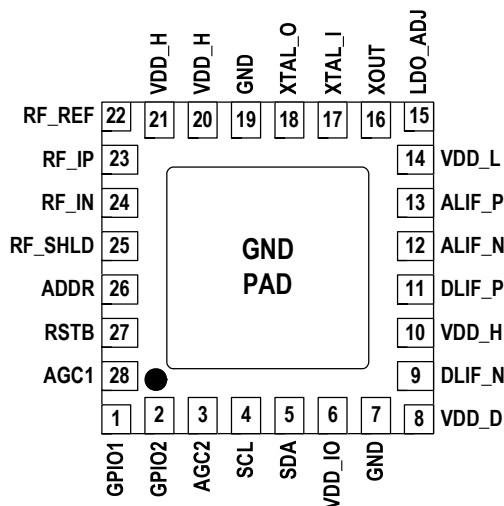 VDD_H VDD_H GND XTAL_O XTAL_I XOUT LDO_ADJ
22 21 20 19 18 17 16 15
RF_REF
RF_IP 23 14 VDD_L
RF_IN 24 13 ALIF_P
RF_SHLD 25 12 ALIF_N
ADDR 26 11 DLIF_P
RSTB 27 10 VDD_H
AGC1 28 9 DLIF_N
GND
PAD
1 2 3 4 5 6 7 8 VDD_D
GPIO1 GPIO2 AGC2 SCL SDA VDD_IO GND